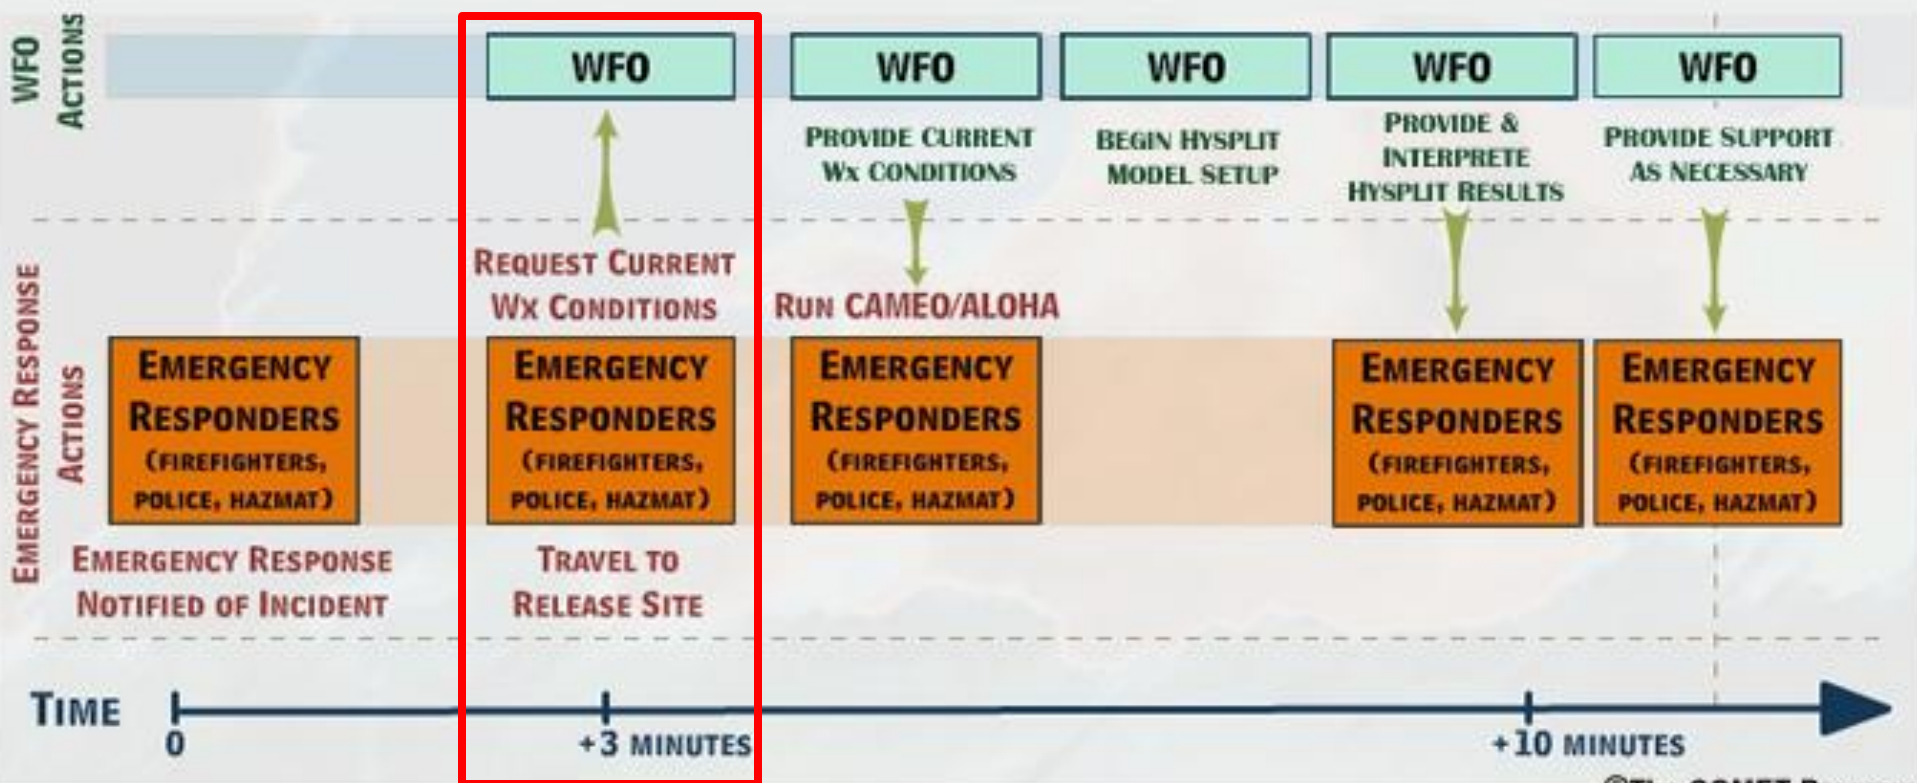 WFO
ACTIONS
WFO
WFO
WFO
WFO
WFO
PROVIDE CURRENT
WX CONDITIONS
BEGIN HYSPLIT
MODEL SETUP
PROVIDE &
INTERPRETE
HYSPLIT RESULTS
PROVIDE SUPPORT
AS NECESSARY
EMERGENCY RESPONSE
ACTIONS
REQUEST CURRENT
WX CONDITIONS
RUN CAMEO/ALOHA
EMERGENCY
RESPONDERS
(FIREFIGHTERS,
POLICE, HAZMAT)
EMERGENCY
RESPONDERS
(FIREFIGHTERS,
POLICE, HAZMAT)
EMERGENCY
RESPONDERS
(FIREFIGHTERS,
POLICE, HAZMAT)
EMERGENCY
RESPONDERS
(FIREFIGHTERS,
POLICE, HAZMAT)
EMERGENCY
RESPONDERS
(FIREFIGHTERS,
POLICE, HAZMAT)
EMERGENCY RESPONSE
NOTIFIED OF INCIDENT
TRAVEL TO
RELEASE SITE
TIME
0
+3 MINUTES
+10 MINUTES